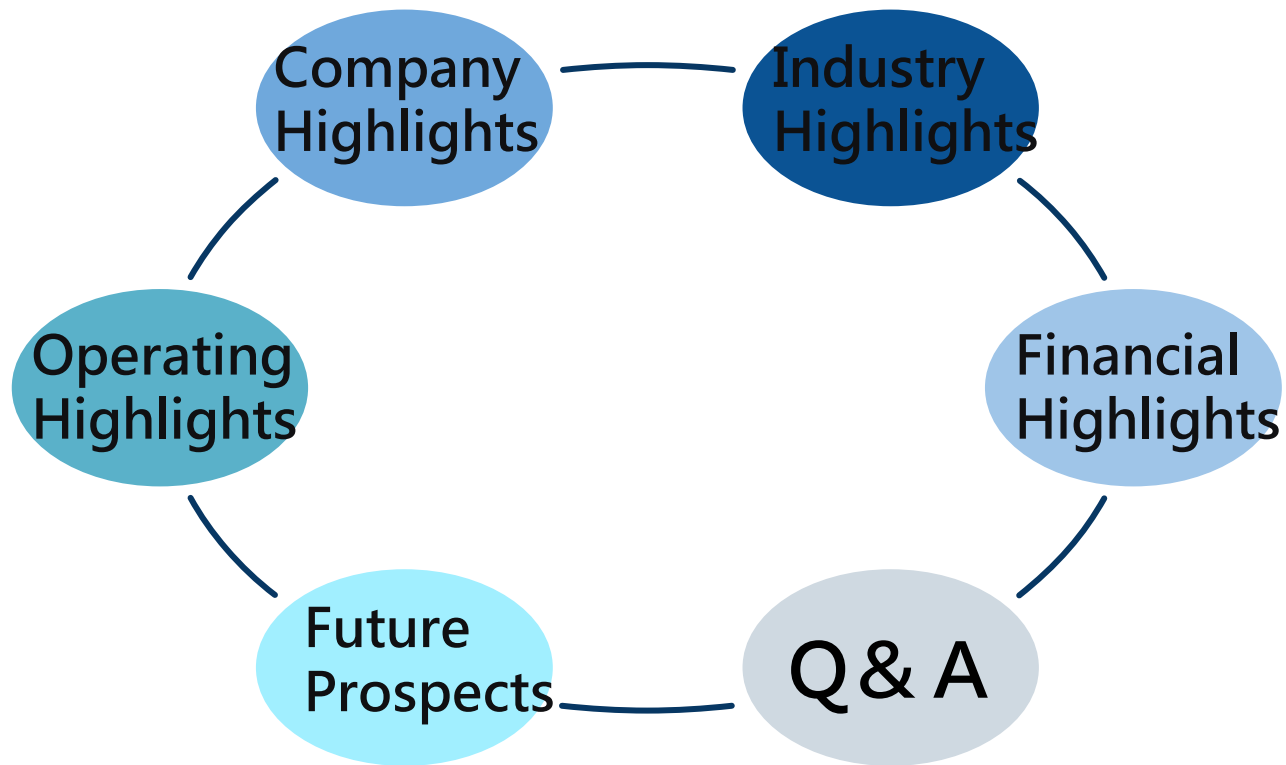 Company
Highlights
Industry
Highlights
Operating
Highlights
Financial
Highlights
Future
Prospects
Q & A